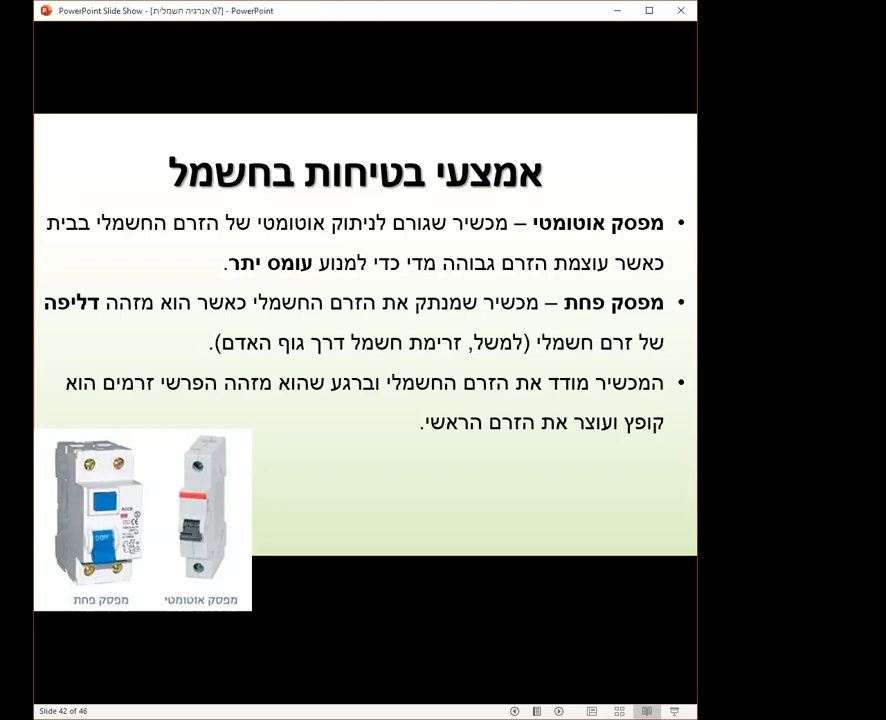 PowerPoint Slide Show - [07 אנרגיה חשמלית] - PowerPoint
אמצעי בטיחות בחשמל
• מפסק אוטומטי – מכשיר שגורם לניתוק אוטומטי של הזרם החשמלי בבית
כאשר עוצמת הזרם גבוהה מדי כדי למנוע עומס יתר.
• מפסק פחת – מכשיר שמנתק את הזרם החשמלי כאשר הוא מזהה דליפה
של זרם חשמלי (למשל, זרימת חשמל דרך גוף האדם).
• המכשיר מודד את הזרם החשמלי וברגע שהוא מזהה הפרשי זרמים הוא
קופץ ועוצר את הזרם הראשי.
RCCB
מפסק אוטומטי
מפסק פחת
Slide 42 of 46